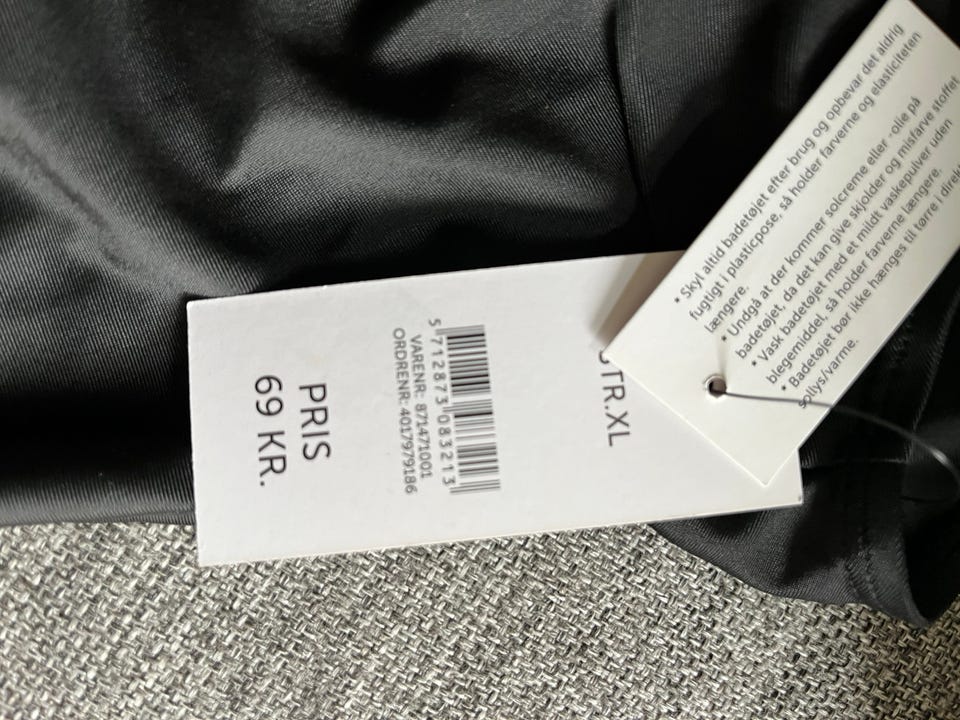 STR.XL
5 712873 083213
VARENR: 871471001
ORDRENR: 4017979186
PRIS
69 KR.
* Skyl altid badetøjet efter brug og opbevar det aldrig
fugtigt i plasticpose, så holder farverne og elasticiteten
længere.
* Undgå at der kommer solcreme eller -olie på
badetøjet, da det kan give skjolder og misfarve stoffet
* Vask badetøjet med et mildt vaskepulver uden
blegemiddel, så holder farverne længere.
* Badetøjet bør ikke hænges til tørre i direkt
sollys/varme.